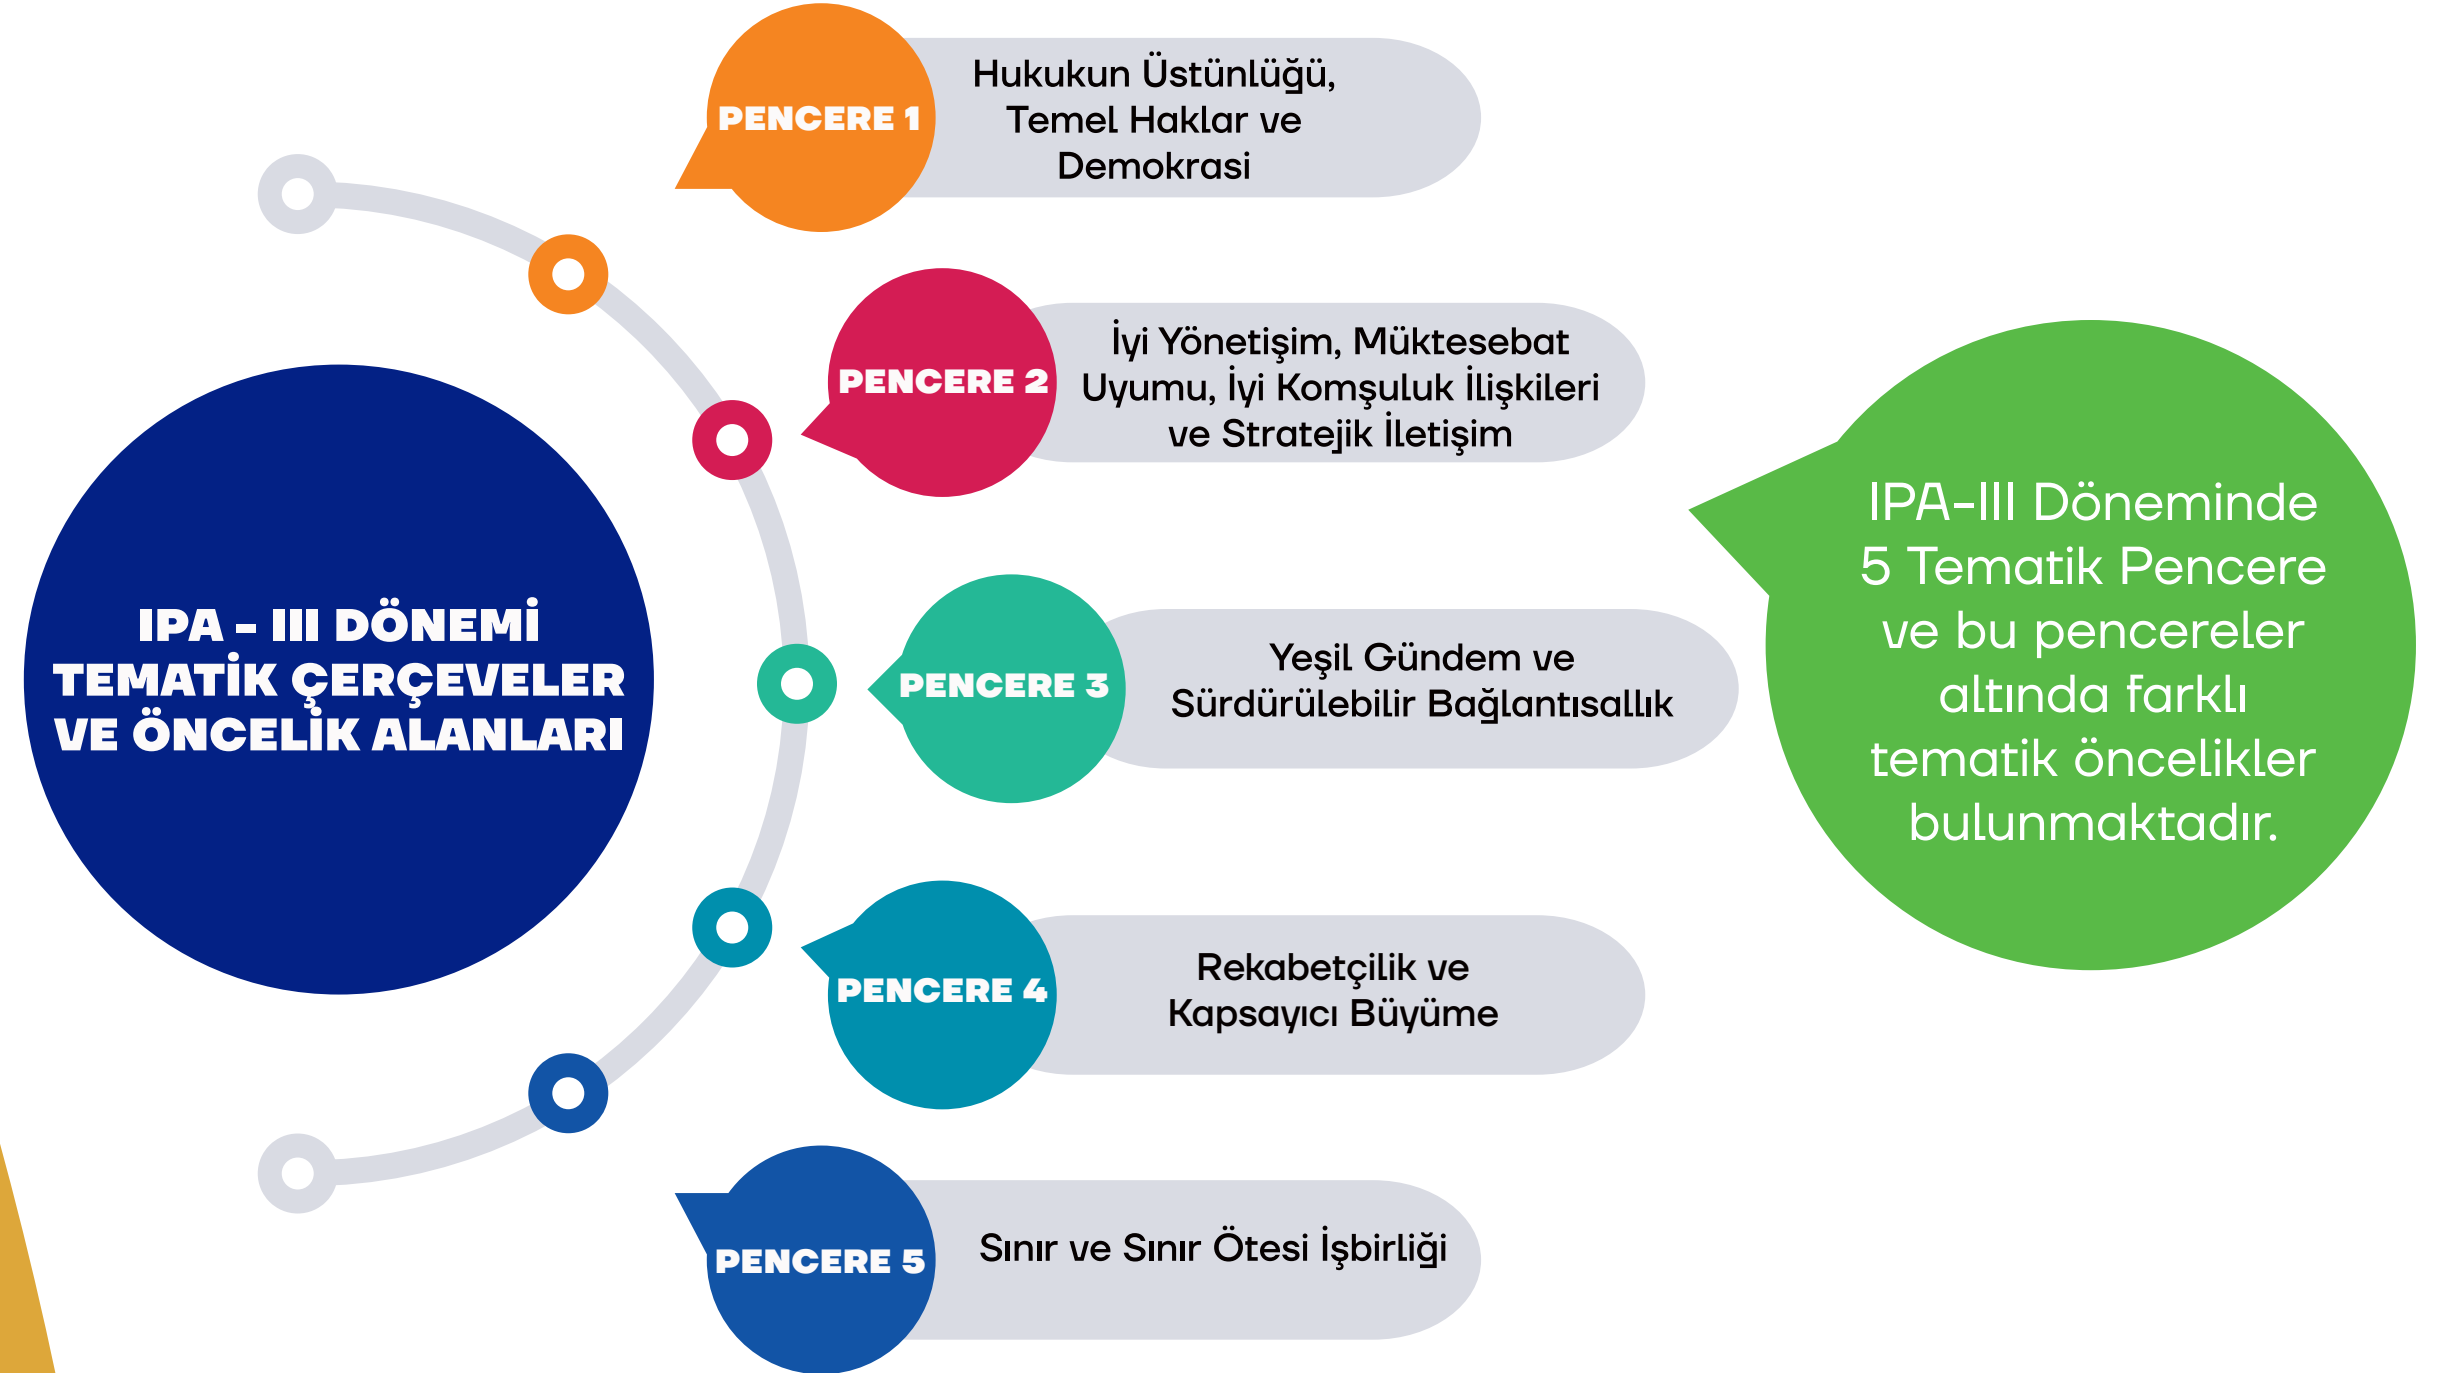 IPA - III DÖNEMİ
TEMATİK ÇERÇEVELER
VE ÖNCELİK ALANLARI
PENCERE 1
Hukukun Üstünlüğü,
Temel Haklar ve
Demokrasi
PENCERE 2
İyi Yönetişim, Müktesebat
Uyumu, İyi Komşuluk İlişkileri
ve Stratejik İletişim
PENCERE 3
Yeşil Gündem ve
Sürdürülebilir Bağlantısallık
PENCERE 4
Rekabetçilik ve
Kapsayıcı Büyüme
PENCERE 5
Sınır ve Sınır Ötesi İşbirliği
IPA-III Döneminde
5 Tematik Pencere
ve bu pencereler
altında farklı
tematik öncelikler
bulunmaktadır.